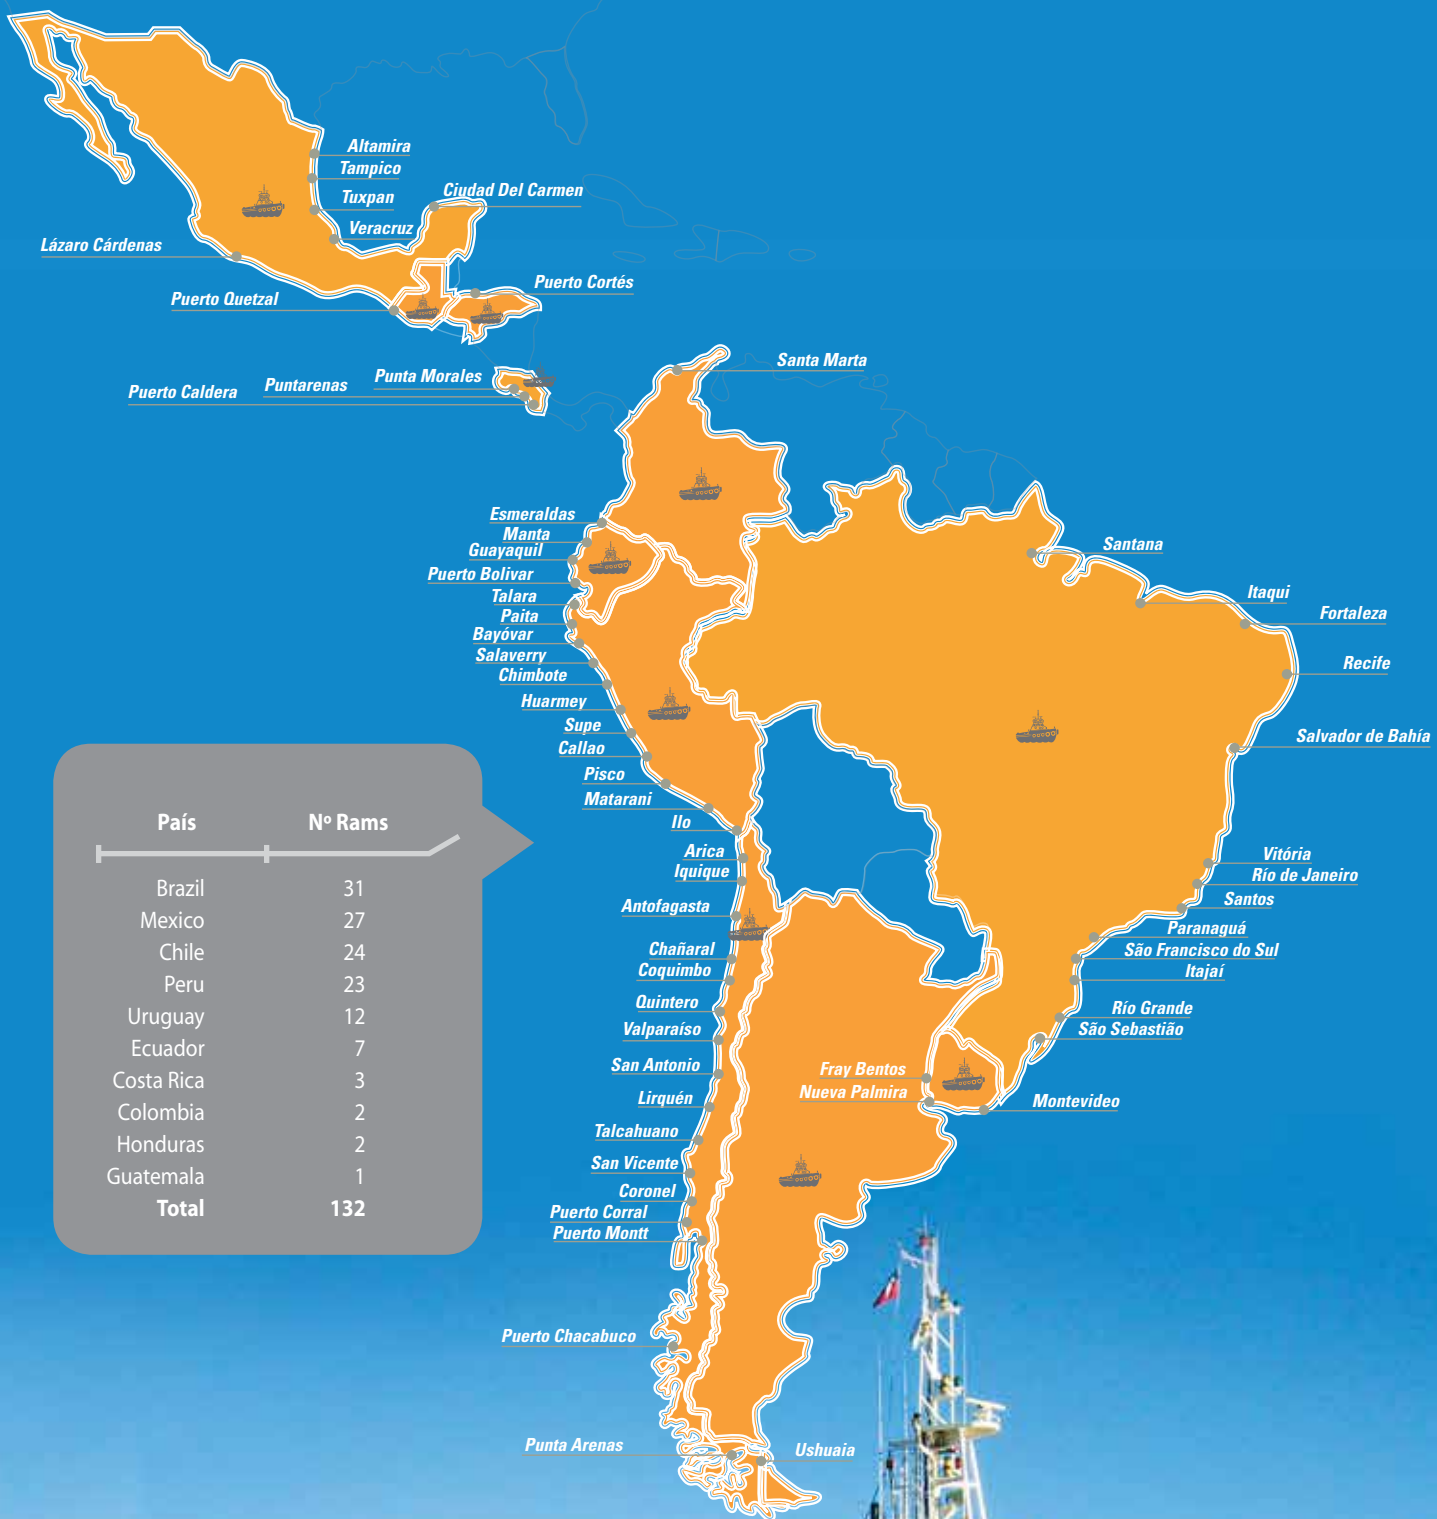 Altamira
Tampico
Tuxpan
Ciudad Del Carmen
Veracruz
Lázaro Cárdenas
Puerto Quetzal
Puerto Cortés
Puerto Caldera
Puntarenas
Punta Morales
Santa Marta
Esmeraldas
Manta
Guayaquil
Puerto Bolivar
Talara
Paita
Bayóvar
Salaverry
Chimbote
Huarmey
Supe
Callao
Pisco
Matarani
Ilo
Arica
Iquique
Antofagasta
Chañaral
Coquimbo
Quintero
Valparaíso
San Antonio
Lirquén
Talcahuano
San Vicente
Coronel
Puerto Corral
Puerto Montt
Puerto Chacabuco
Punta Arenas
Ushuaia
Santana
Itaqui
Fortaleza
Recife
Salvador de Bahía
Vitória
Río de Janeiro
Santos
Paranaguá
São Francisco do Sul
Itajaí
Río Grande
São Sebastião
Fray Bentos
Nueva Palmira
Montevideo
País Nº Rams
Brazil 31
Mexico 27
Chile 24
Peru 23
Uruguay 12
Ecuador 7
Costa Rica 3
Colombia 2
Honduras 2
Guatemala 1
Total 132